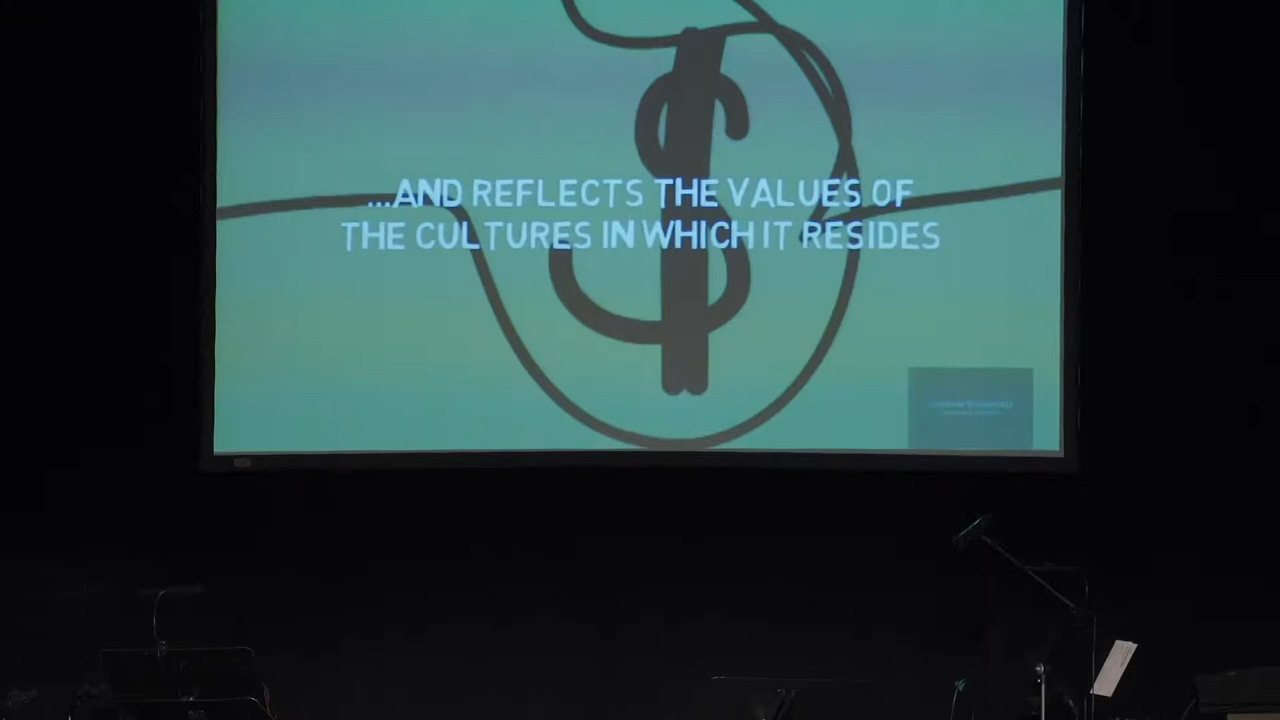 ...AND REFLECTS THE VALUES OF
THE CULTURES IN WHICH IT RESIDES